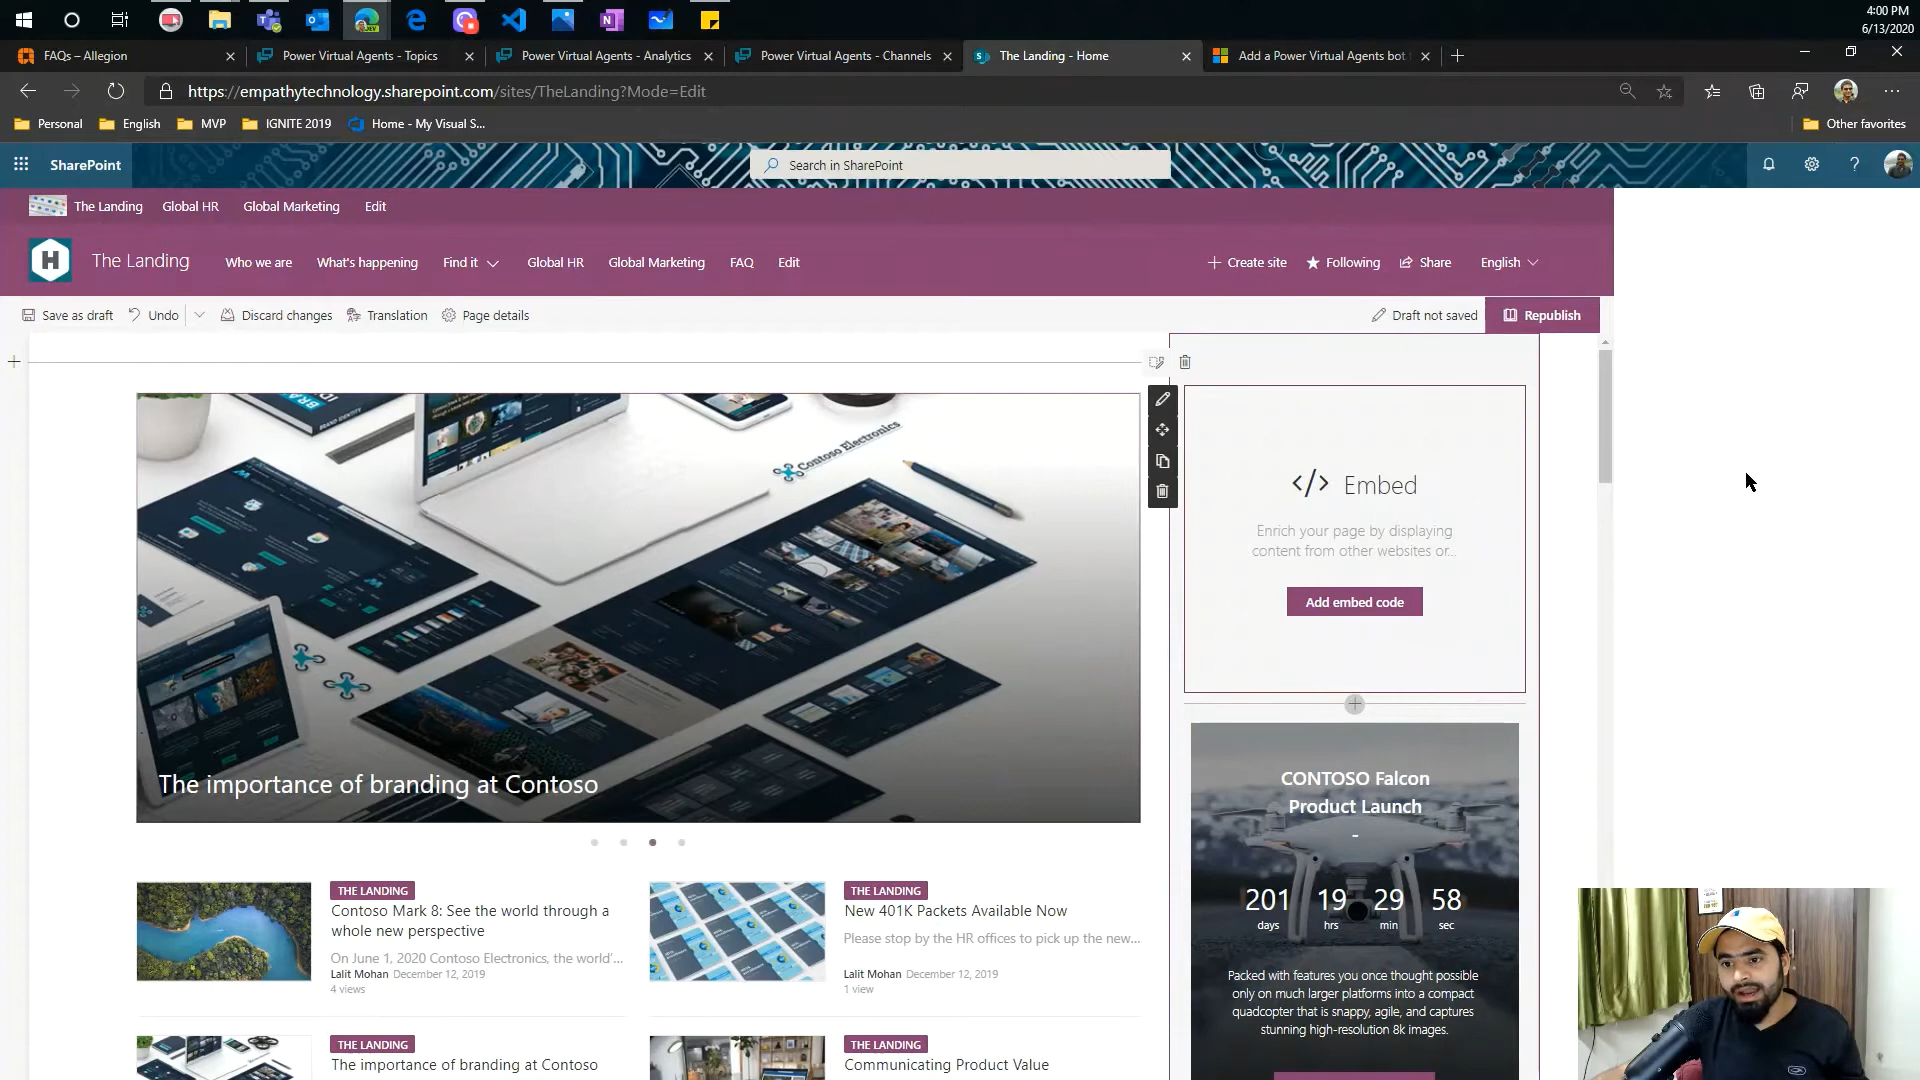 4:00 PM
6/13/2020
FAQs – Allegion
Power Virtual Agents - Topics
Power Virtual Agents - Analytics
Power Virtual Agents - Channels
The Landing - Home
Add a Power Virtual Agents bot
https://empathytechnology.sharepoint.com/sites/TheLanding?Mode=Edit
Personal
English
MVP
IGNITE 2019
Home - My Visual S...
Other favorites
SharePoint
Search in SharePoint
The Landing
Global HR
Global Marketing
Edit
H
The Landing
Who we are
What's happening
Find it
Global HR
Global Marketing
FAQ
Edit
Create site
Following
Share
English
Save as draft
Undo
Discard changes
Translation
Page details
Draft not saved
Republish
Contoso Electronics
The importance of branding at Contoso
</> Embed
Enrich your page by displaying
content from other websites or...
Add embed code
CONTOSO Falcon
Product Launch
-
201 19 29 58
days hrs min sec
Packed with features you once thought possible
only on much larger platforms into a compact
quadcopter that is snappy, agile, and captures
stunning high-resolution 8k images.
THE LANDING
Contoso Mark 8: See the world through a
whole new perspective
On June 1, 2020 Contoso Electronics, the world'...
Lalit Mohan December 12, 2019
4 views
THE LANDING
New 401K Packets Available Now
Please stop by the HR offices to pick up the new...
Lalit Mohan December 12, 2019
1 view
THE LANDING
The importance of branding at Contoso
THE LANDING
Communicating Product Value